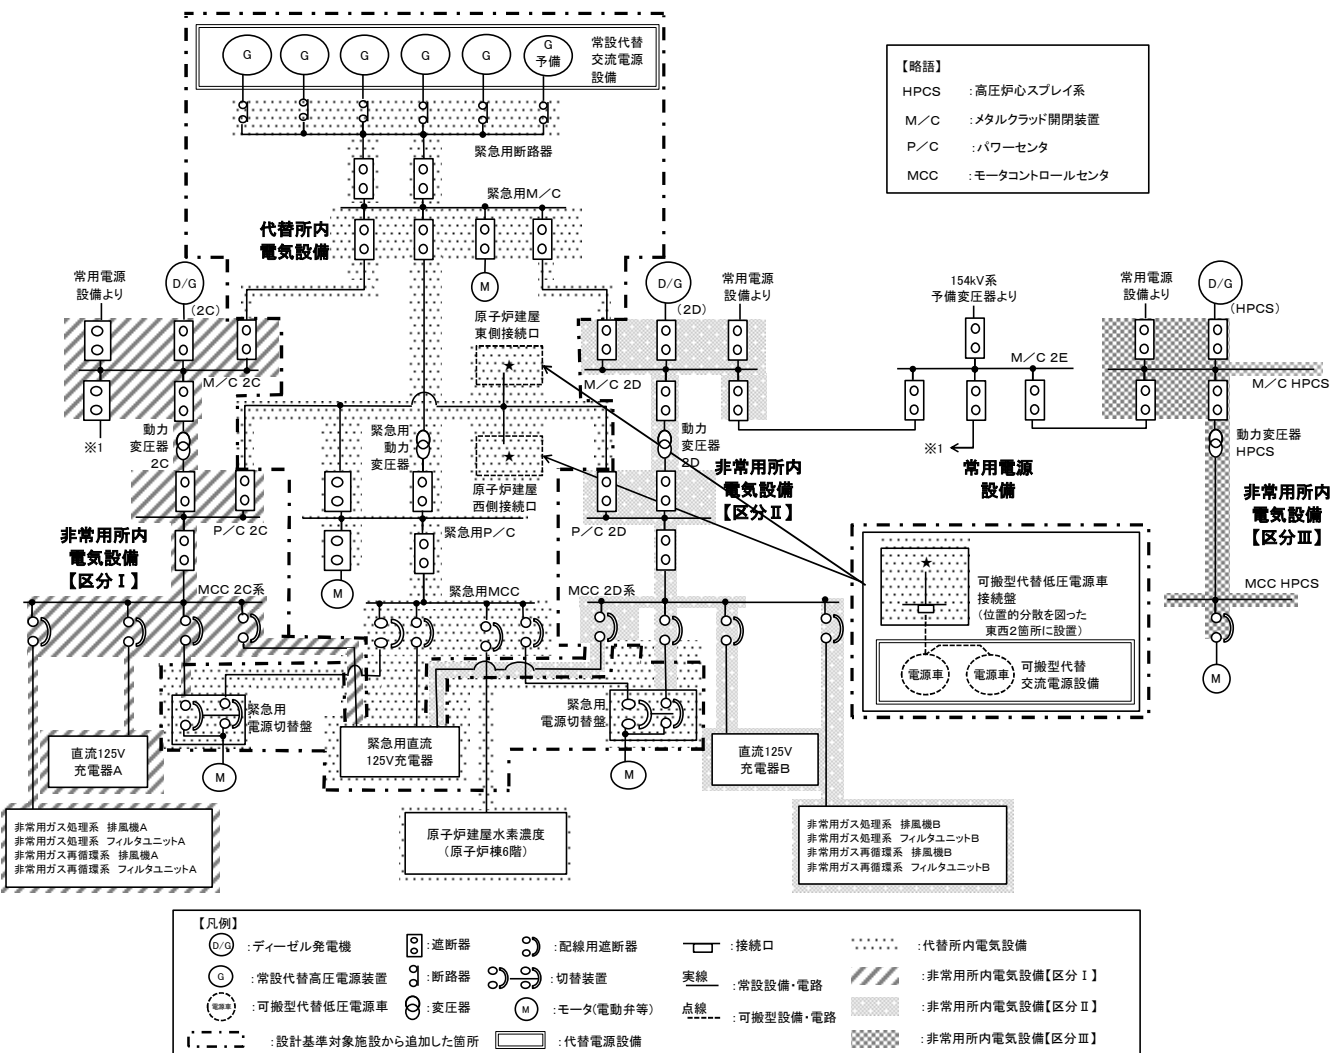 G
G
G
G
G
G
予備
常設代替
交流電源
設備
緊急用断路器
緊急用M/C
代替所内
電気設備
【略語】
HPCS :高圧炉心スプレイ系
M/C :メタルクラッド開閉装置
P/C :パワーセンタ
MCC :モータコントロールセンタ
常用電源
設備より
D/G
(2C)
M
原子炉建屋
東側接続口
★
D/G
(2D)
常用電源
設備より
154kV系
予備変圧器より
常用電源
設備より
D/G
(HPCS)
M/C 2C
M/C 2D
M/C 2E
M/C HPCS
※1
動力
変圧器
2C
緊急用
動力
変圧器
★
原子炉建屋
西側接続口
動力
変圧器
2D
※1
常用電源
設備
動力変圧器
HPCS
非常用所内
電気設備
【区分Ⅰ】
P/C 2C
緊急用P/C
P/C 2D
非常用所内
電気設備
【区分Ⅱ】
非常用所内
電気設備
【区分Ⅲ】
MCC 2C系
M
緊急用MCC
MCC 2D系
MCC HPCS
★
可搬型代替低圧電源車
接続盤
(位置的分散を図った
東西2箇所に設置)
電源車
電源車
可搬型代替
交流電源設備
M
緊急用
電源切替盤
緊急用
電源切替盤
直流125V
充電器A
M
緊急用直流
125V充電器
M
直流125V
充電器B
非常用ガス処理系 排風機A
非常用ガス処理系 フィルタユニットA
非常用ガス再循環系 排風機A
非常用ガス再循環系 フィルタユニットA
原子炉建屋水素濃度
(原子炉棟6階)
非常用ガス処理系 排風機B
非常用ガス処理系 フィルタユニットB
非常用ガス再循環系 排風機B
非常用ガス再循環系 フィルタユニットB
【凡例】
D/G :ディーゼル発電機
:遮断器
:配線用遮断器
:接続口
:代替所内電気設備
G :常設代替高圧電源装置
:断路器
:切替装置
実線 :常設設備・電路
:非常用所内電気設備【区分Ⅰ】
電源車 :可搬型代替低圧電源車
:変圧器
M :モータ(電動弁等)
点線 :可搬型設備・電路
:非常用所内電気設備【区分Ⅱ】
:設計基準対象施設から追加した箇所
:代替電源設備
:非常用所内電気設備【区分Ⅲ】